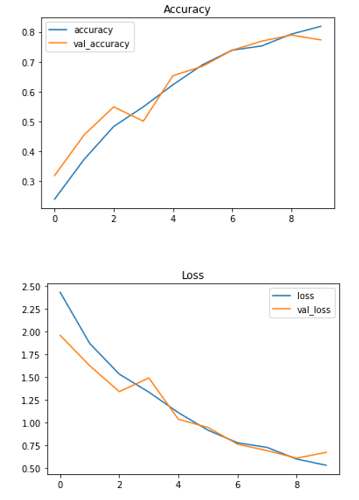 Accuracy
accuracy
val_accuracy
0.8
0.7
0.6
0.5
0.4
0.3
0 2 4 6 8
Loss
loss
val_loss
2.50
2.25
2.00
1.75
1.50
1.25
1.00
0.75
0.50
0 2 4 6 8